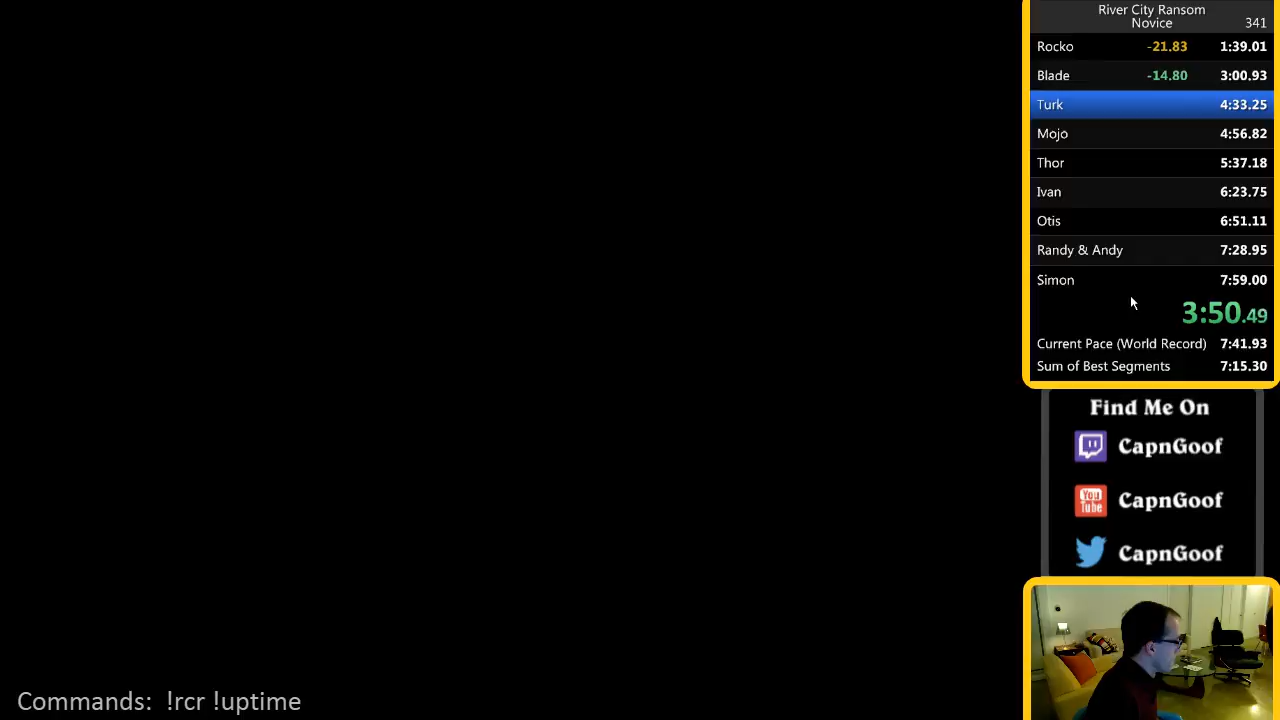 River City Ransom
Novice 341
Rocko -21.83 1:39.01
Blade -14.80 3:00.93
Turk 4:33.25
Mojo 4:56.82
Thor 5:37.18
Ivan 6:23.75
Otis 6:51.11
Randy & Andy 7:28.95
Simon 7:59.00
3:50.49
Current Pace (World Record) 7:41.93
Sum of Best Segments 7:15.30
Find Me On
CapnGoof
You Tube CapnGoof
CapnGoof
Commands: !rcr !uptime